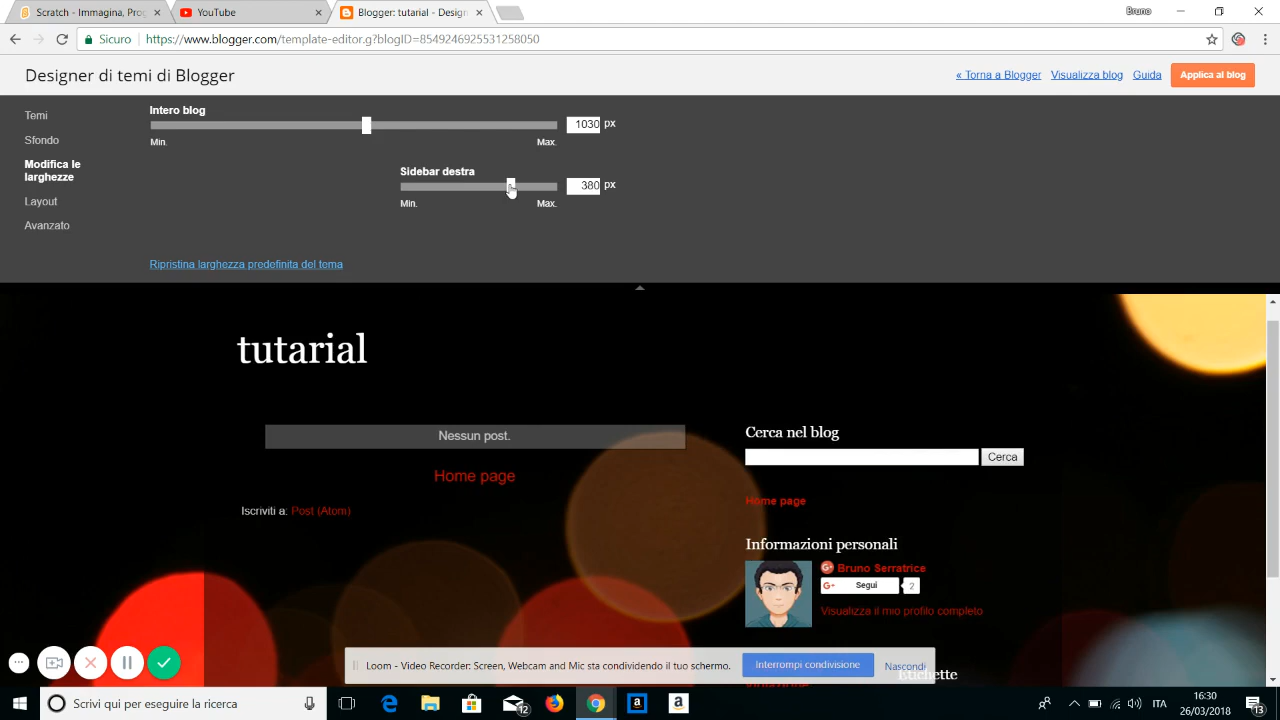 Scratch - Immagina, Prog
YouTube
Blogger: tutarial - Design
Bruno
Sicuro
https://www.blogger.com/template-editor.g?blogID=8549246925531258050
Designer di temi di Blogger
« Torna a Blogger
Visualizza blog
Guida
Applica al blog
Temi
Sfondo
Modifica le
larghezze
Layout
Avanzato
Intero blog
1030 px
Min.
Max.
Sidebar destra
380 px
Min.
Max.
Ripristina larghezza predefinita del tema
tutarial
Nessun post.
Home page
Iscriviti a: Post (Atom)
Cerca nel blog
Cerca
Home page
Informazioni personali
Bruno Serratrice
G+ Segui 2
Visualizza il mio profilo completo
Etichette
Loom - Video Recorder: Screen, Webcam and Mic sta condividendo il tuo schermo.
Interrompi condivisione
Nascondi
Scrivi qui per eseguire la ricerca
12
ITA
16:30
26/03/2018
13